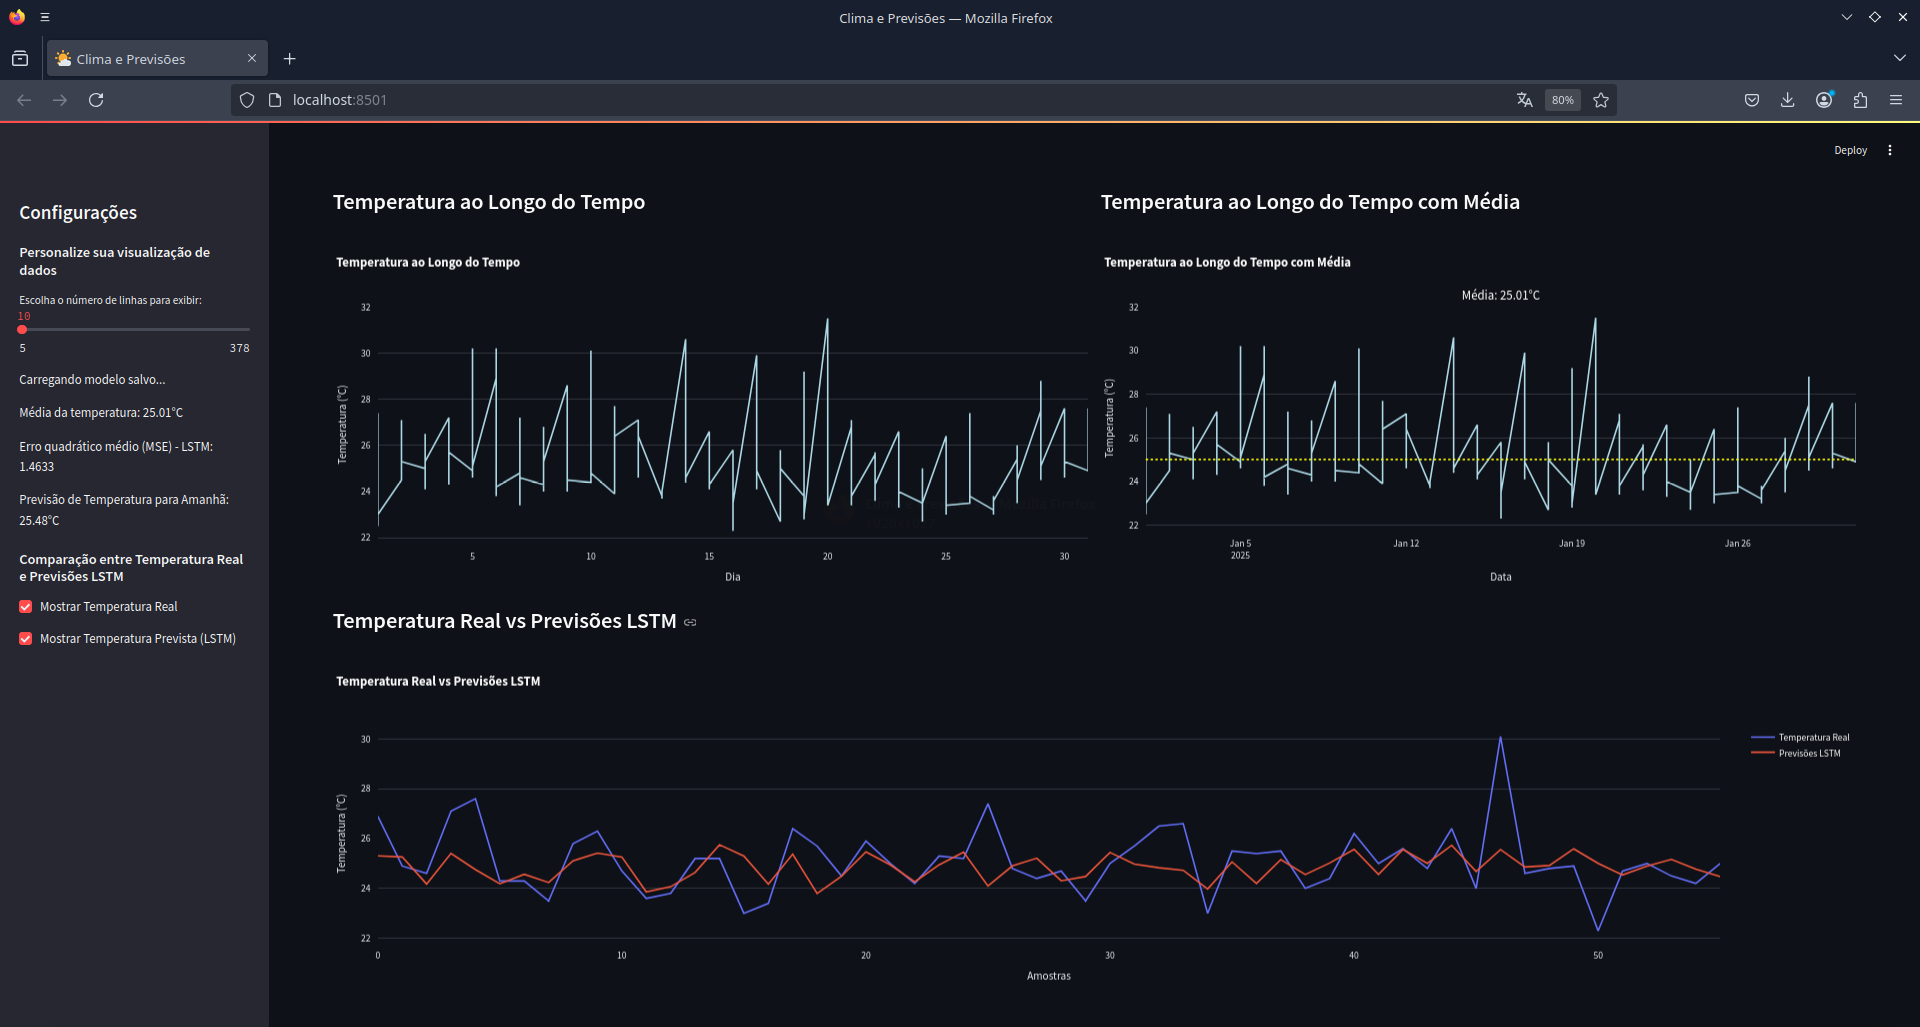 Clima e Previsões — Mozilla Firefox
Clima e Previsões
localhost:8501
80%
Deploy
Configurações
Personalize sua visualização de
dados
Escolha o número de linhas para exibir:
10
5 378
Carregando modelo salvo...
Média da temperatura: 25.01°C
Erro quadrático médio (MSE) - LSTM:
1.4633
Previsão de Temperatura para Amanhã:
25.48°C
Comparação entre Temperatura Real
e Previsões LSTM
Mostrar Temperatura Real
Mostrar Temperatura Prevista (LSTM)
Temperatura ao Longo do Tempo
Temperatura ao Longo do Tempo
Temperatura (°C)
32
30
28
26
24
22
5 10 15 20 25 30
Dia
Temperatura ao Longo do Tempo com Média
Temperatura ao Longo do Tempo com Média
Média: 25.01°C
Temperatura (°C)
32
30
28
26
24
22
Jan 5 Jan 12 Jan 19 Jan 26
2025
Data
Temperatura Real vs Previsões LSTM
Temperatura Real vs Previsões LSTM
Temperatura (°C)
30
28
26
24
22
0 10 20 30 40 50
Amostras
Temperatura Real
Previsões LSTM